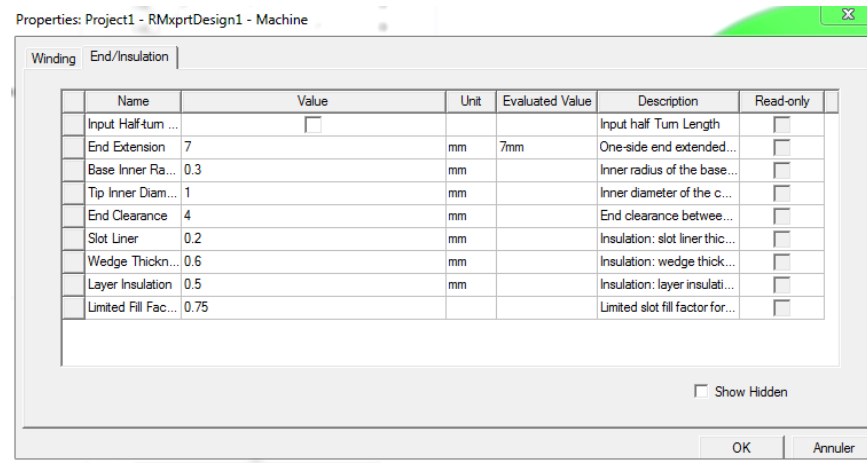 Properties: Project1 - RMxprtDesign1 - Machine
Winding End/Insulation
Name Value Unit Evaluated Value Description Read-only
Input Half-turn ... Input half Turn Length
End Extension 7 mm 7mm One-side end extended...
Base Inner Ra... 0.3 mm Inner radius of the base...
Tip Inner Diam... 1 mm Inner diameter of the c...
End Clearance 4 mm End clearance betwee...
Slot Liner 0.2 mm Insulation: slot liner thic...
Wedge Thickn... 0.6 mm Insulation: wedge thick...
Layer Insulation 0.5 mm Insulation: layer insulati...
Limited Fill Fac... 0.75 Limited slot fill factor for...
Show Hidden
OK Annuler